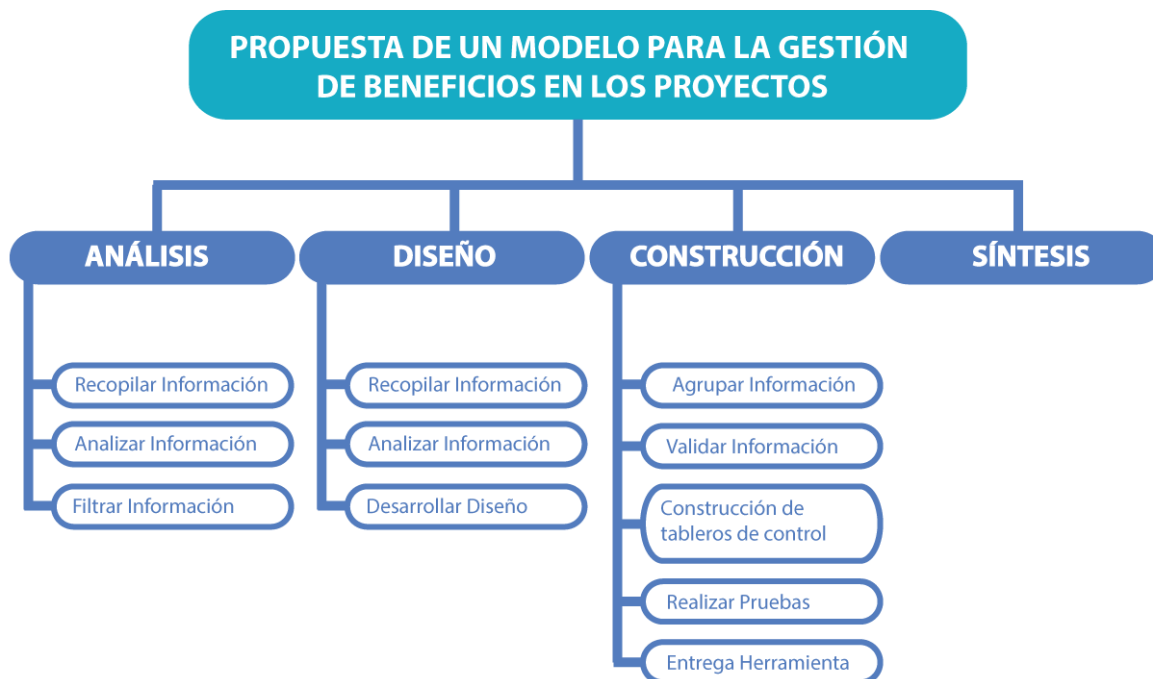 PROPUESTA DE UN MODELO PARA LA GESTIÓN
DE BENEFICIOS EN LOS PROYECTOS
ANÁLISIS
DISEÑO
CONSTRUCCIÓN
SÍNTESIS
Recopilar Información
Analizar Información
Filtrar Información
Recopilar Información
Analizar Información
Desarrollar Diseño
Agrupar Información
Validar Información
Construcción de
tableros de control
Realizar Pruebas
Entrega Herramienta